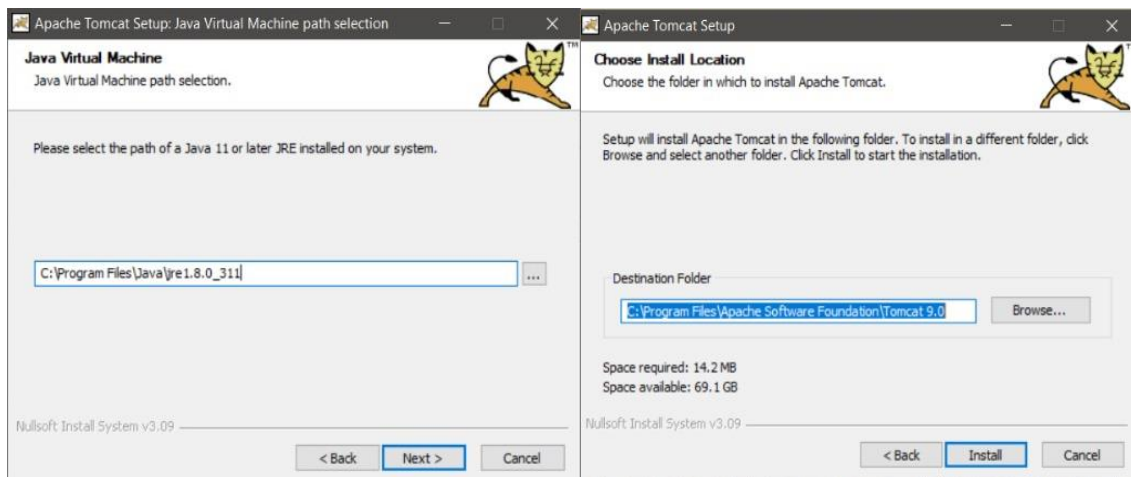 Apache Tomcat Setup: Java Virtual Machine path selection
Java Virtual Machine
Java Virtual Machine path selection.
TM
Please select the path of a Java 11 or later JRE installed on your system.
C:\Program Files\Java\jre1.8.0_311
...
Nullsoft Install System v3.09
< Back
Next >
Cancel
Apache Tomcat Setup
Choose Install Location
Choose the folder in which to install Apache Tomcat.
Setup will install Apache Tomcat in the following folder. To install in a different folder, click
Browse and select another folder. Click Install to start the installation.
Destination Folder
C:\Program Files\Apache Software Foundation\Tomcat 9.0
Browse...
Space required: 14.2 MB
Space available: 69.1 GB
Nullsoft Install System v3.09
< Back
Install
Cancel